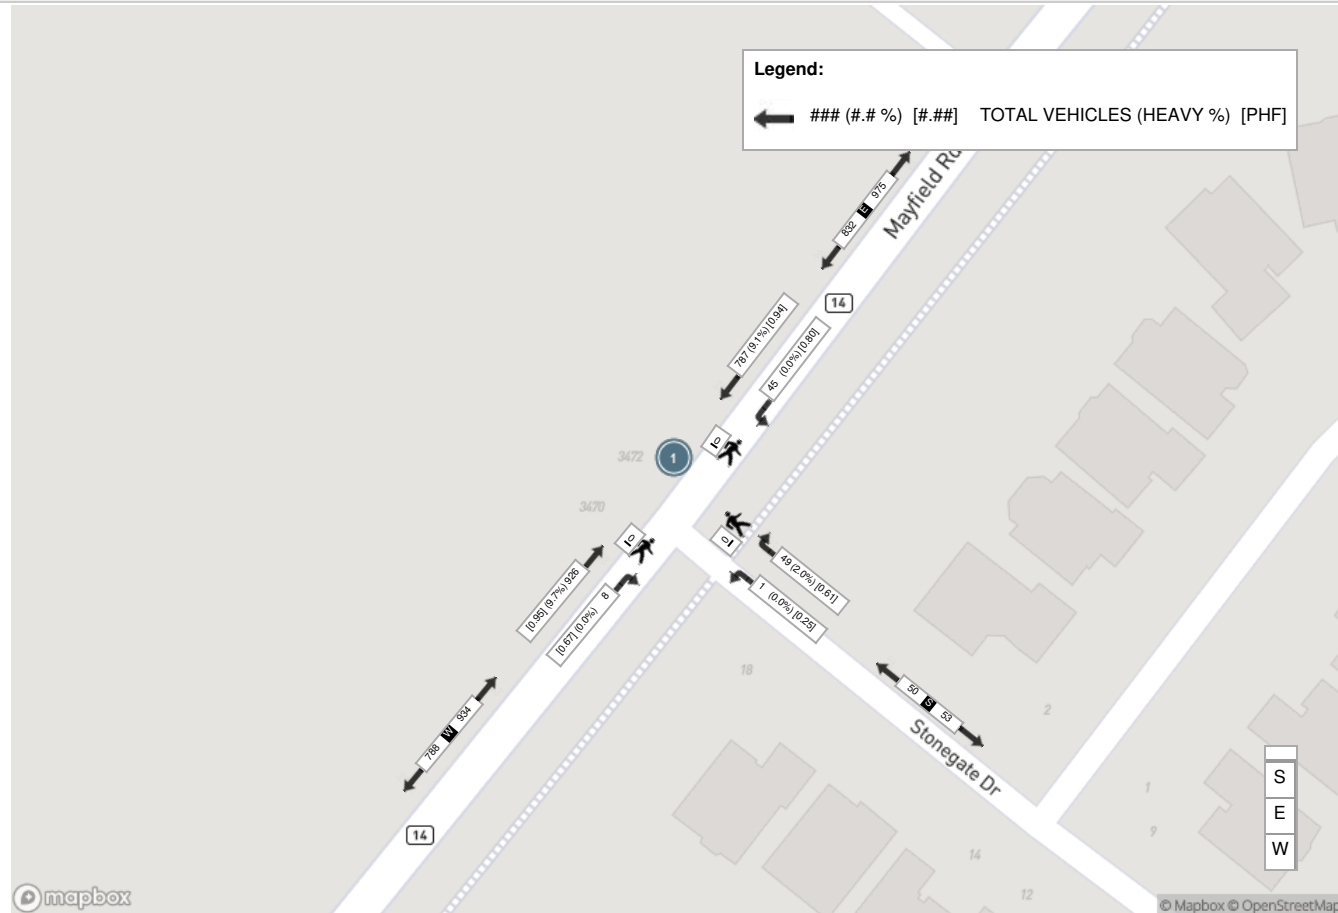 Legend:
### (#.# %) [#.##] TOTAL VEHICLES (HEAVY %) [PHF]
Mayfield Rd
832 E 975
14
787 (9.1%) [0.94]
45 (0.0%) [0.80]
0
1
3472
3470
0
0
[0.95] (9.7%) 926
[0.67] (0.0%) 8
49 (2.0%) [0.61]
1 (0.0%) [0.25]
18
50 S 53
2
788 W 934
Stonegate Dr
S
E
W
1
9
14
14
12
mapbox
© Mapbox © OpenStreetMap